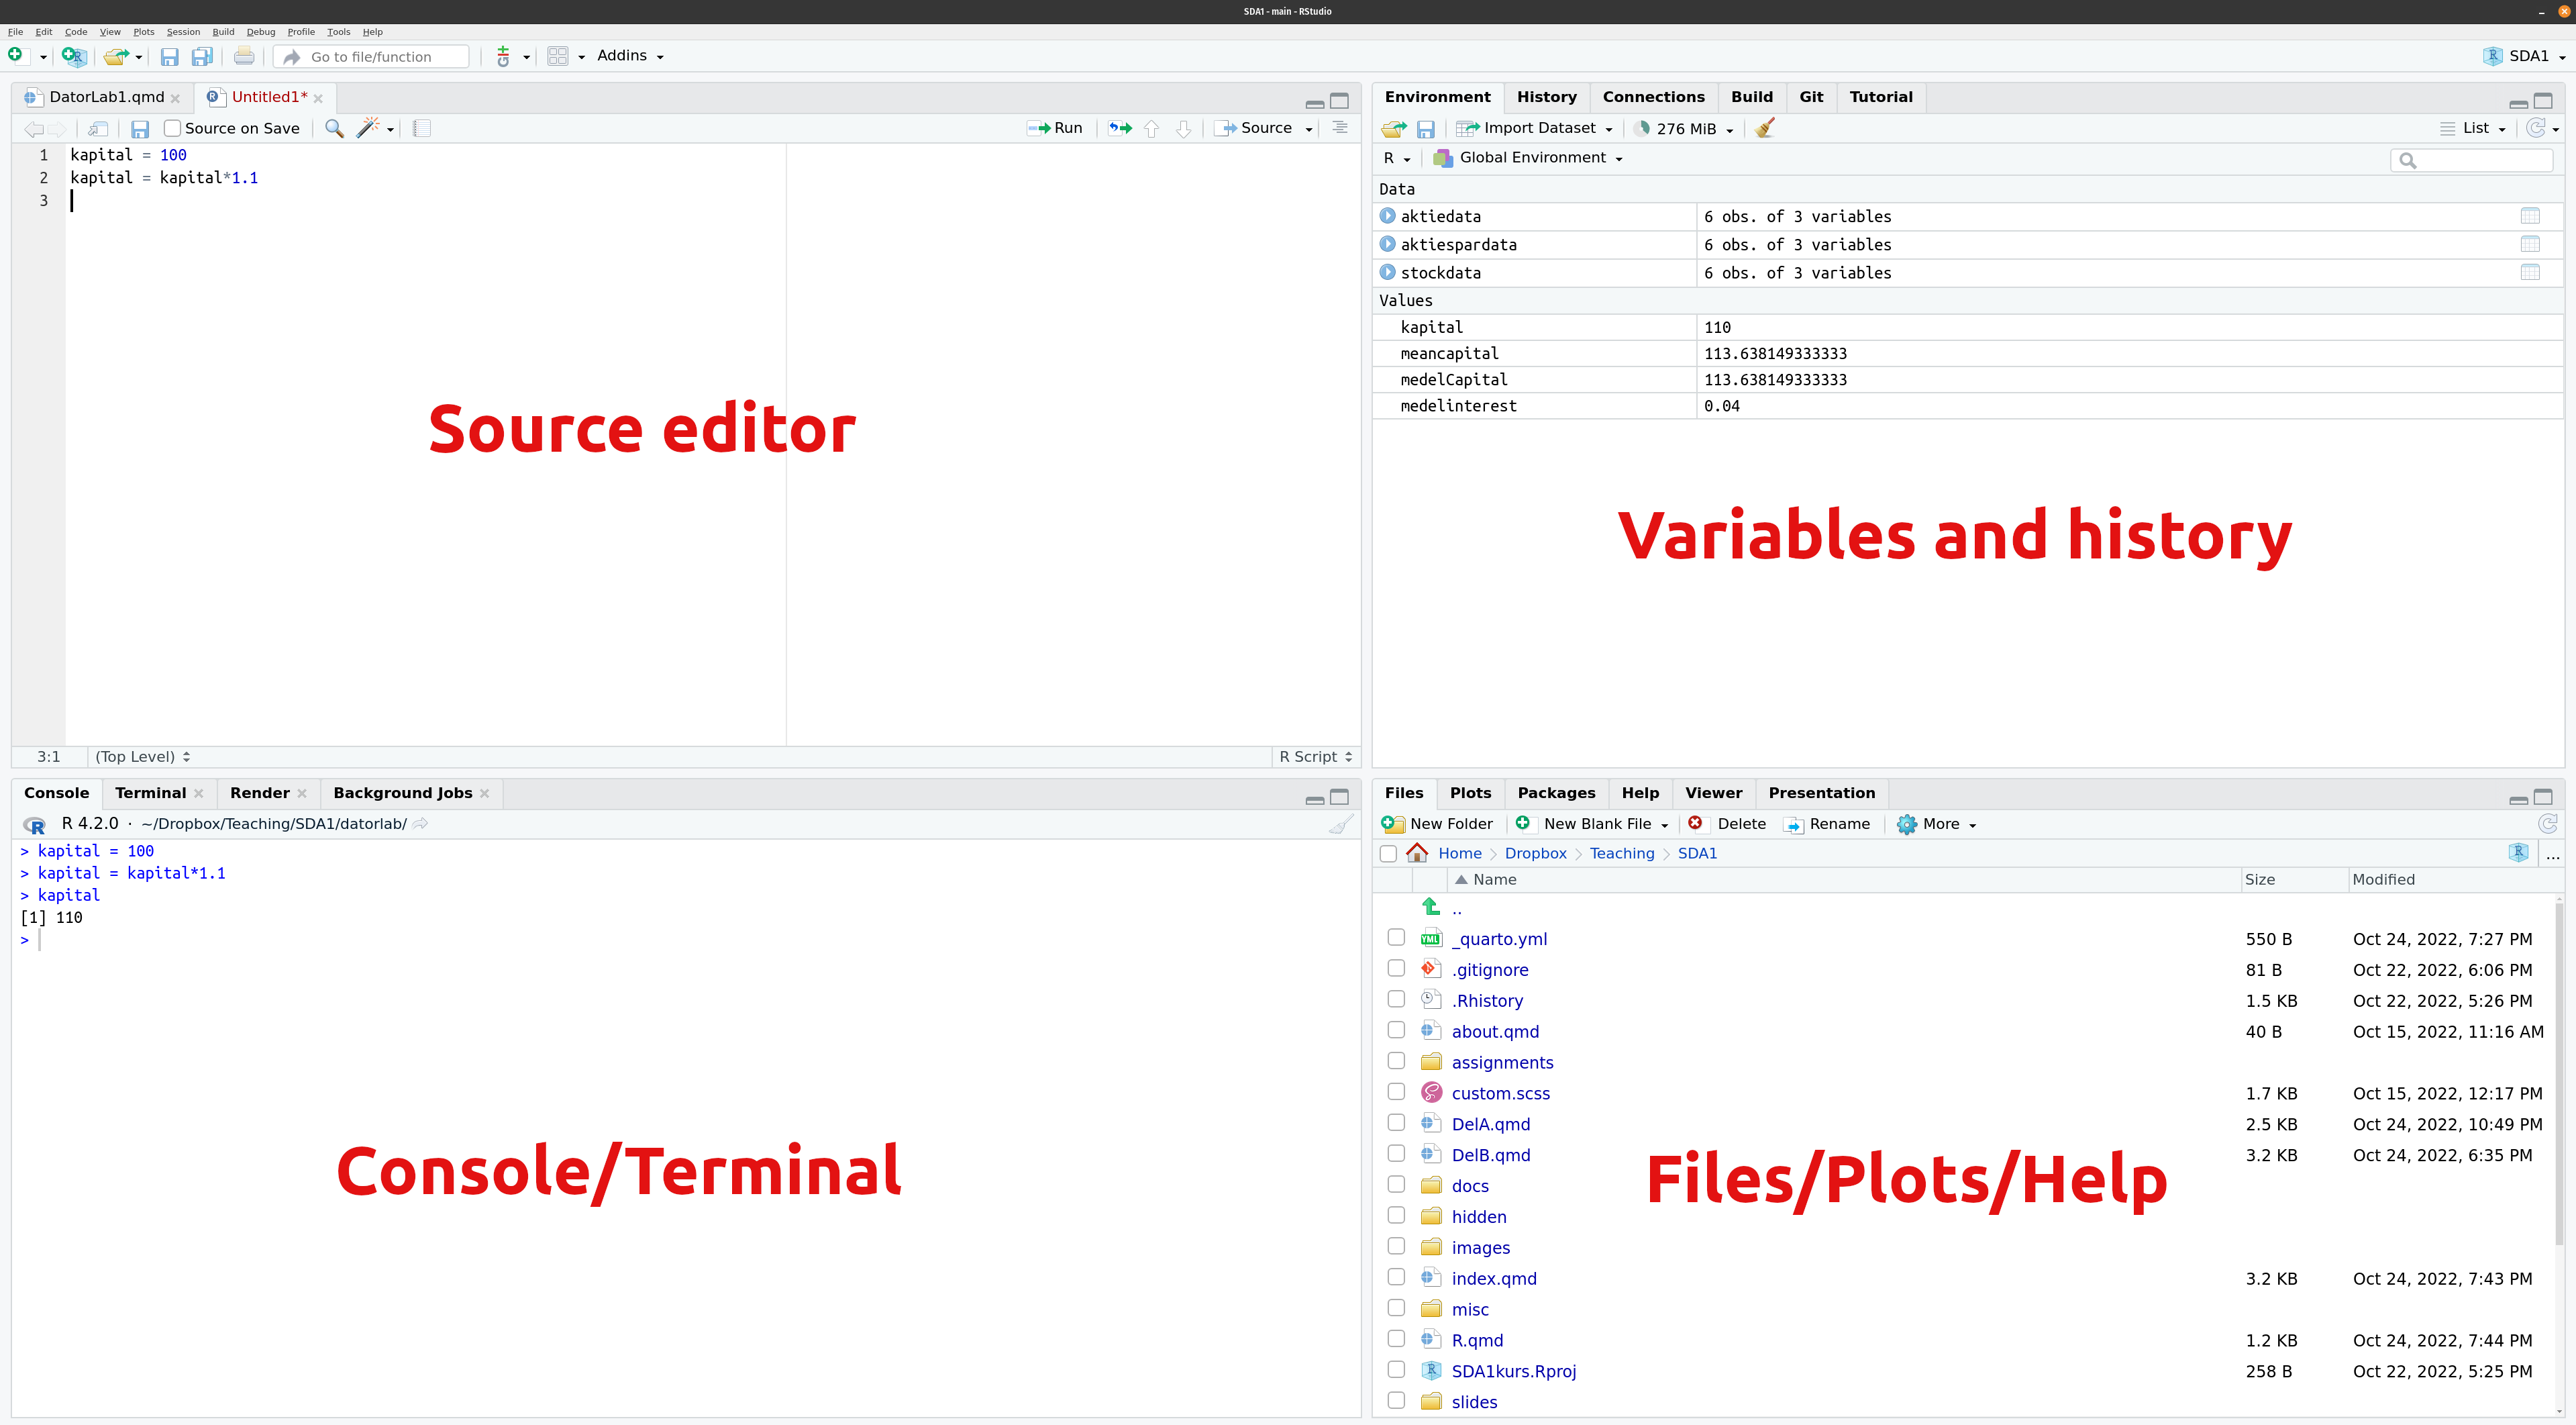 SDA1 - main - RStudio
File Edit Code View Plots Session Build Debug Profile Tools Help
Go to file/function Git Addins SDA1
DatorLab1.qmd Untitled1*
Source on Save Run Source
1 kapital = 100
2 kapital = kapital*1.1
3
Source editor
3:1 (Top Level) R Script
Environment History Connections Build Git Tutorial
Import Dataset 276 MiB List
R Global Environment
Data
aktiedata 6 obs. of 3 variables
aktiespardata 6 obs. of 3 variables
stockdata 6 obs. of 3 variables
Values
kapital 110
meancapital 113.638149333333
medelCapital 113.638149333333
medelinterest 0.04
Variables and history
Console Terminal Render Background Jobs
R 4.2.0 · ~/Dropbox/Teaching/SDA1/datorlab/
> kapital = 100
> kapital = kapital*1.1
> kapital
[1] 110
>
Console/Terminal
Files Plots Packages Help Viewer Presentation
New Folder New Blank File Delete Rename More
Home Dropbox Teaching SDA1 ...
Name Size Modified
..
_quarto.yml 550 B Oct 24, 2022, 7:27 PM
.gitignore 81 B Oct 22, 2022, 6:06 PM
.Rhistory 1.5 KB Oct 22, 2022, 5:26 PM
about.qmd 40 B Oct 15, 2022, 11:16 AM
assignments
custom.scss 1.7 KB Oct 15, 2022, 12:17 PM
DelA.qmd 2.5 KB Oct 24, 2022, 10:49 PM
DelB.qmd 3.2 KB Oct 24, 2022, 6:35 PM
Files/Plots/Help
docs
hidden
images
index.qmd 3.2 KB Oct 24, 2022, 7:43 PM
misc
R.qmd 1.2 KB Oct 24, 2022, 7:44 PM
SDA1kurs.Rproj 258 B Oct 22, 2022, 5:25 PM
slides